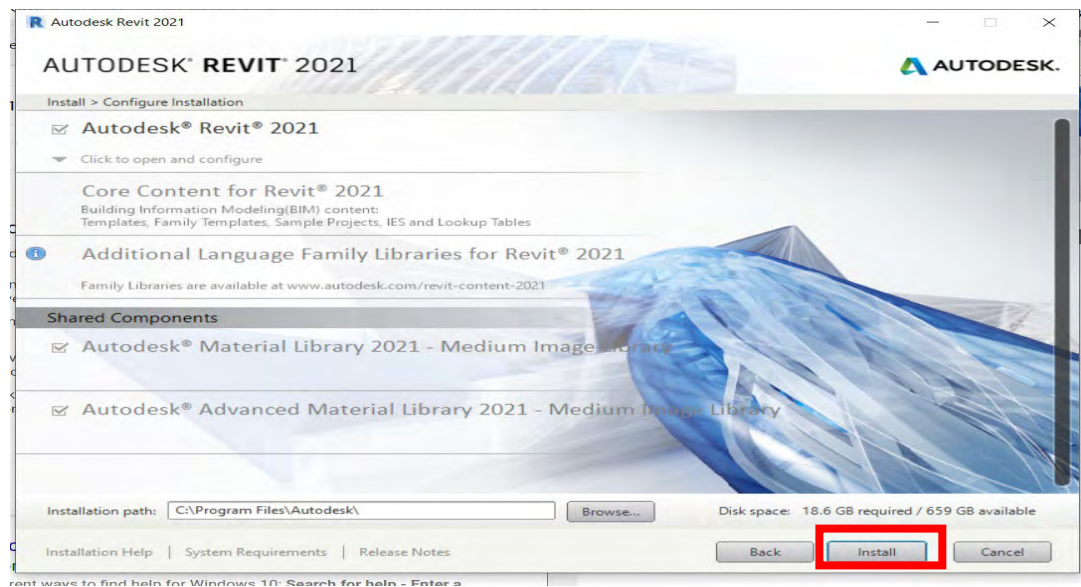 Autodesk Revit 2021
AUTODESK® REVIT® 2021
AUTODESK.
Install > Configure Installation
Autodesk® Revit® 2021
Click to open and configure
Core Content for Revit® 2021
Building Information Modeling(BIM) content:
Templates, Family Templates, Sample Projects, IES and Lookup Tables
Additional Language Family Libraries for Revit® 2021
Family Libraries are available at www.autodesk.com/revit-content-2021
Shared Components
Autodesk® Material Library 2021 - Medium Image Library
Autodesk® Advanced Material Library 2021 - Medium Image Library
Installation path: C:\Program Files\Autodesk\ Browse... Disk space: 18.6 GB required / 659 GB available
Installation Help | System Requirements | Release Notes Back Install Cancel
rent ways to find help for Windows 10: Search for help - Enter a